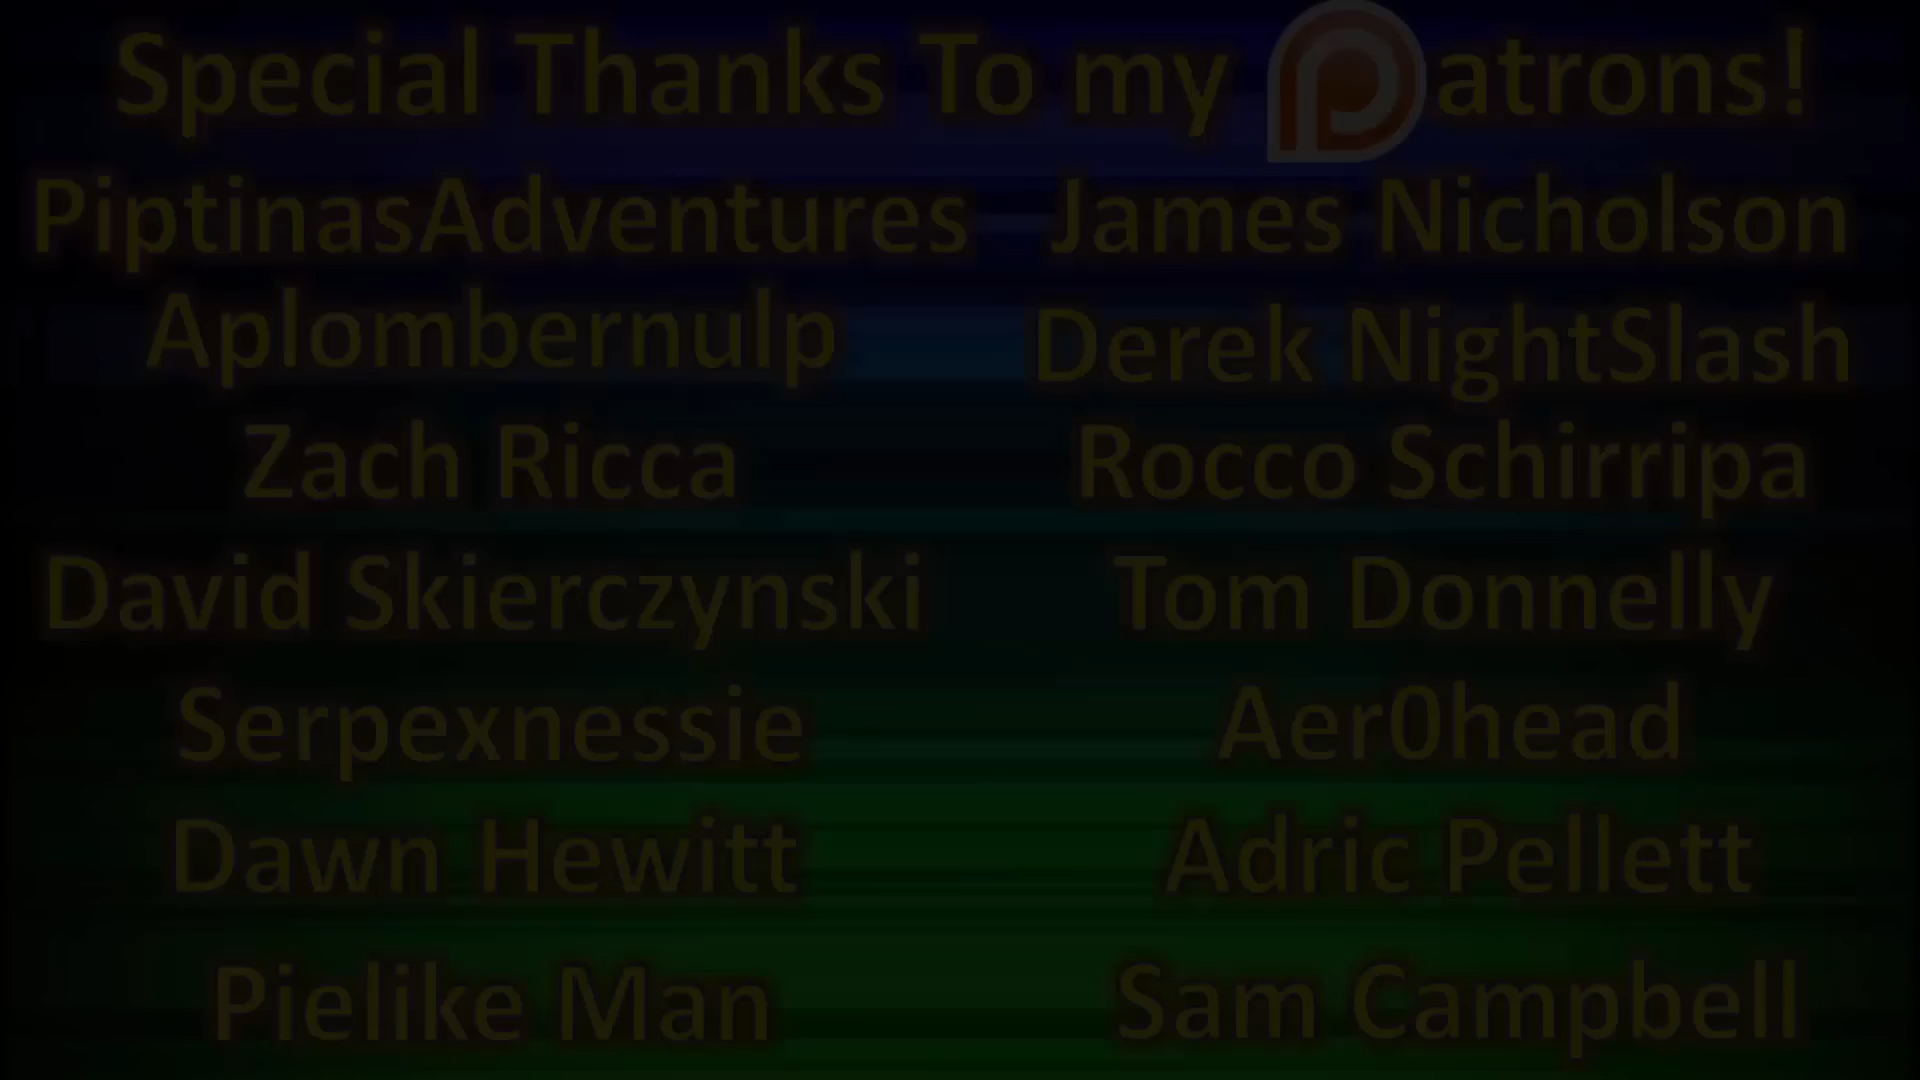 Special Thanks To my Patrons!
PiptinasAdventures James Nicholson
Aplombernulp Derek NightSlash
Zach Ricca Rocco Schirripa
David Skierczynski Tom Donnelly
Serpexnessie Aer0head
Dawn Hewitt Adric Pellett
Pielike Man Sam Campbell